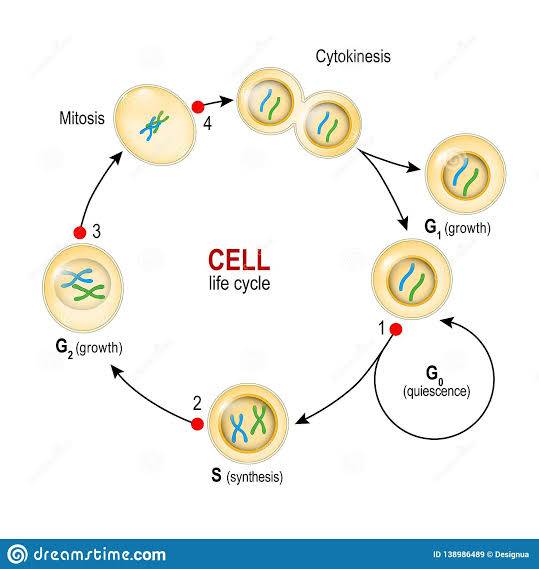 Cytokinesis
Mitosis
4
G1 (growth)
3
CELL
life cycle
1
G2 (growth)
G0
(quiescence)
2
S (synthesis)
dreamstime.com
ID 138986489 © Designua